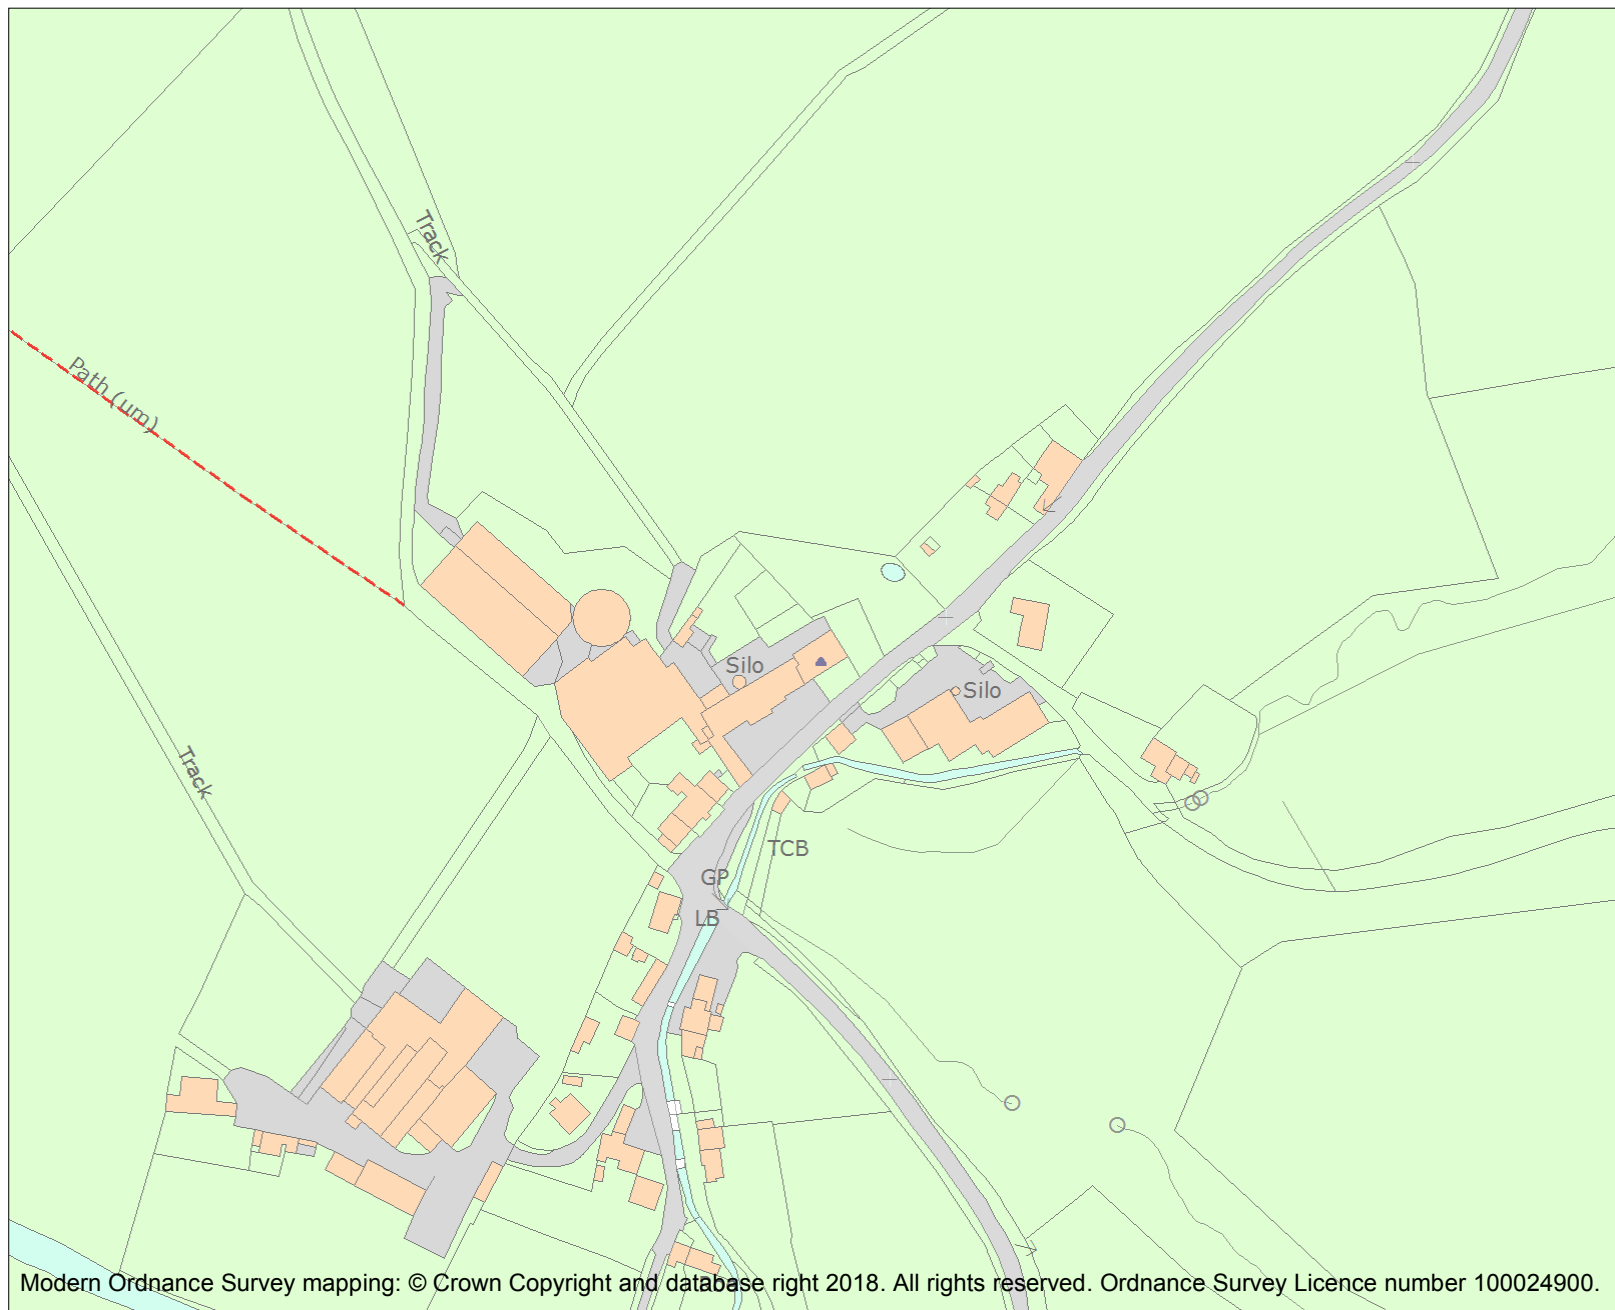 Track
Path (um)
Silo
Silo
Track
TCB
GP
LB
Modern Ordnance Survey mapping: © Crown Copyright and database right 2018. All rights reserved. Ordnance Survey Licence number 100024900.